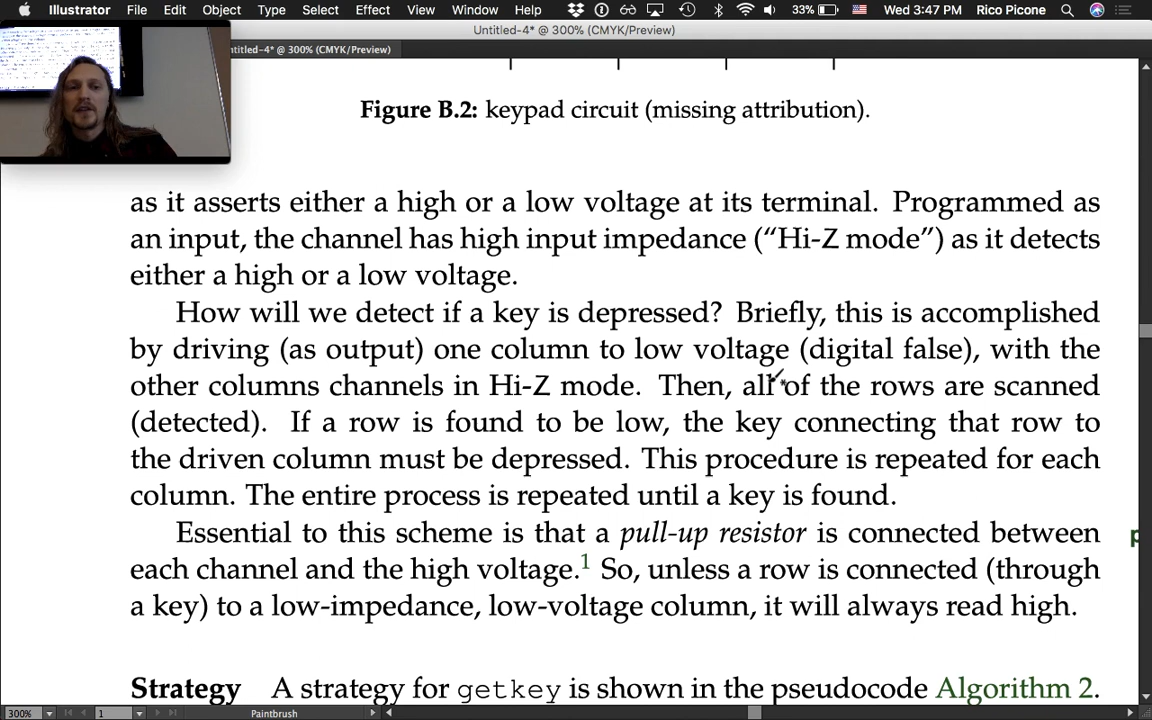 Illustrator File Edit Object Type Select Effect View Window Help 33% Wed 3:47 PM Rico Picone
Untitled-4* @ 300% (CMYK/Preview)
ntitled-4* @ 300% (CMYK/Preview)
Figure B.2: keypad circuit (missing attribution).
as it asserts either a high or a low voltage at its terminal. Programmed as
an input, the channel has high input impedance (“Hi-Z mode”) as it detects
either a high or a low voltage.
How will we detect if a key is depressed? Briefly, this is accomplished
by driving (as output) one column to low voltage (digital false), with the
other columns channels in Hi-Z mode. Then, all of the rows are scanned
(detected). If a row is found to be low, the key connecting that row to
the driven column must be depressed. This procedure is repeated for each
column. The entire process is repeated until a key is found.
Essential to this scheme is that a pull-up resistor is connected between
each channel and the high voltage.1 So, unless a row is connected (through
a key) to a low-impedance, low-voltage column, it will always read high.
Strategy A strategy for getkey is shown in the pseudocode Algorithm 2.
300% 1 Paintbrush